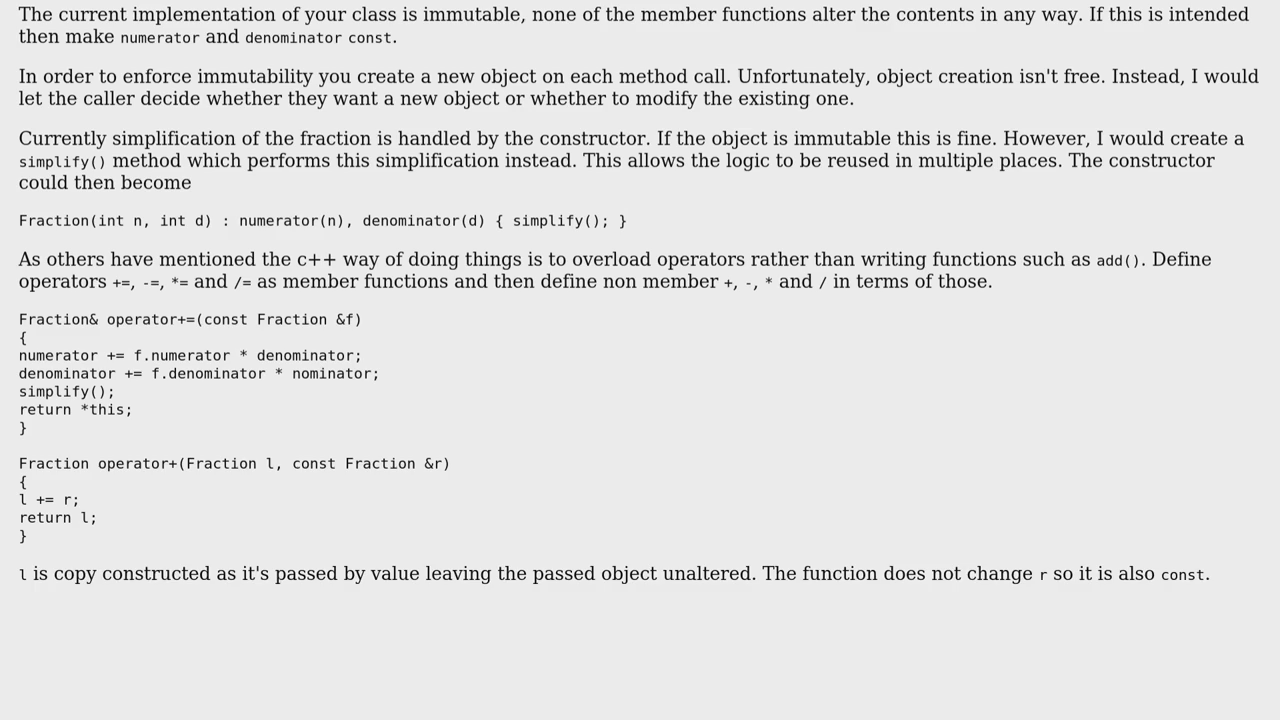 The current implementation of your class is immutable, none of the member functions alter the contents in any way. If this is intended
then make numerator and denominator const.
In order to enforce immutability you create a new object on each method call. Unfortunately, object creation isn't free. Instead, I would
let the caller decide whether they want a new object or whether to modify the existing one.
Currently simplification of the fraction is handled by the constructor. If the object is immutable this is fine. However, I would create a
simplify() method which performs this simplification instead. This allows the logic to be reused in multiple places. The constructor
could then become
Fraction(int n, int d) : numerator(n), denominator(d) { simplify(); }
As others have mentioned the c++ way of doing things is to overload operators rather than writing functions such as add(). Define
operators +=, -=, *= and /= as member functions and then define non member +, -, * and / in terms of those.
Fraction& operator+=(const Fraction &f)
{
numerator += f.numerator * denominator;
denominator += f.denominator * nominator;
simplify();
return *this;
}
Fraction operator+(Fraction l, const Fraction &r)
{
l += r;
return l;
}
l is copy constructed as it's passed by value leaving the passed object unaltered. The function does not change r so it is also const.